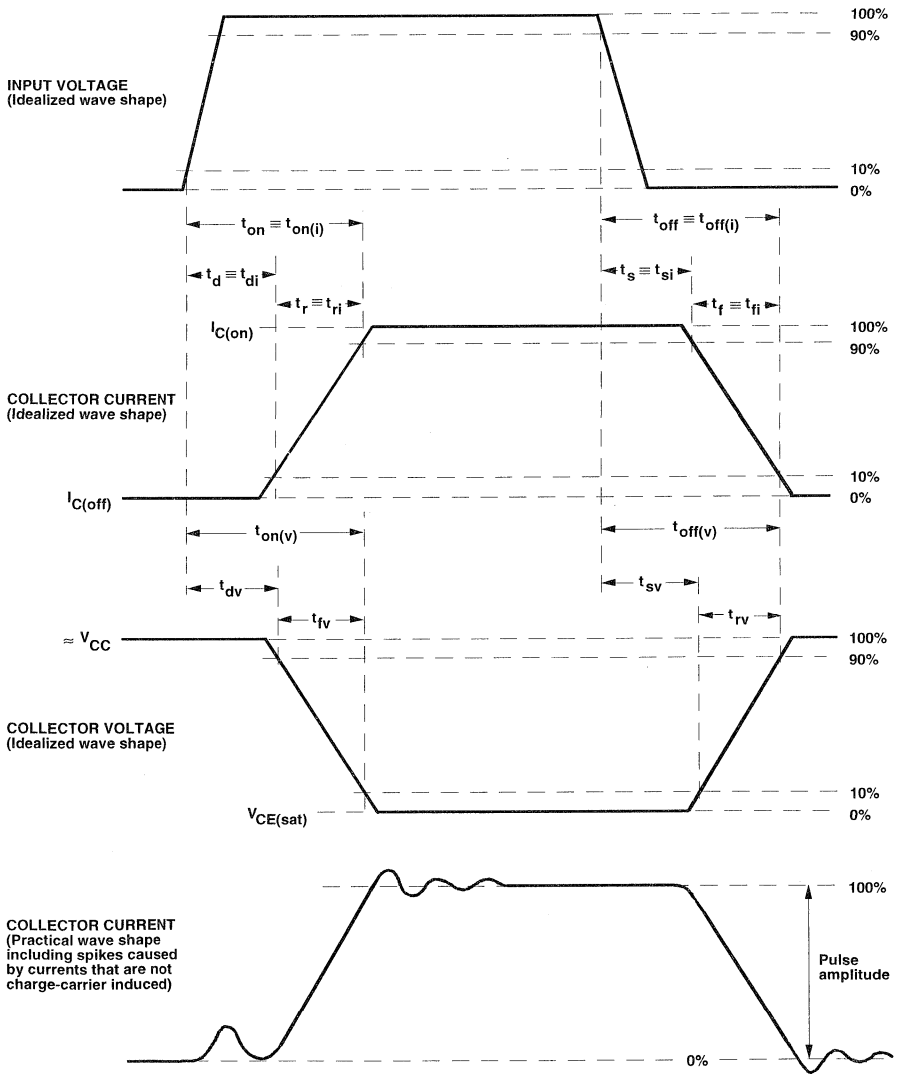 100%
90%
INPUT VOLTAGE
(Idealized wave shape)
10%
0%
t_on ≡ t_on(i)
t_off ≡ t_off(i)
t_d ≡ t_di
t_s ≡ t_si
t_r ≡ t_ri
t_f ≡ t_fi
I_C(on)
100%
90%
COLLECTOR CURRENT
(Idealized wave shape)
10%
I_C(off)
0%
t_on(v)
t_off(v)
t_dv
t_sv
t_fv
t_rv
≈ V_CC
100%
90%
COLLECTOR VOLTAGE
(Idealized wave shape)
10%
V_CE(sat)
0%
100%
COLLECTOR CURRENT
(Practical wave shape
including spikes caused
by currents that are not
charge-carrier induced)
Pulse
amplitude
0%